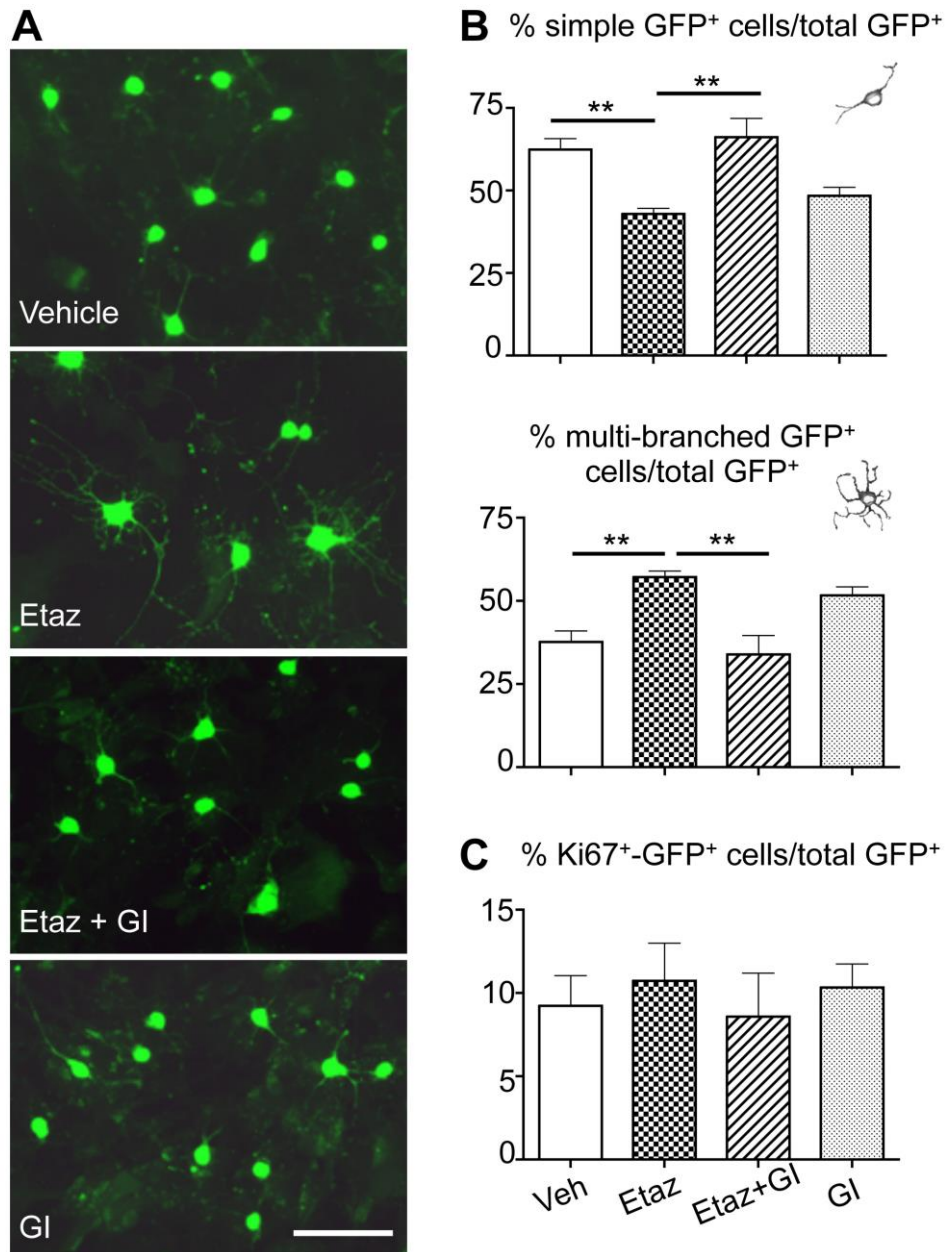 A
Vehicle
Etaz
Etaz + GI
GI
B % simple GFP⁺ cells/total GFP⁺
75
50
25
0
** **
% multi-branched GFP⁺
cells/total GFP⁺
75
50
25
0
** **
C % Ki67⁺-GFP⁺ cells/total GFP⁺
15
10
5
0
Veh Etaz Etaz+GI GI